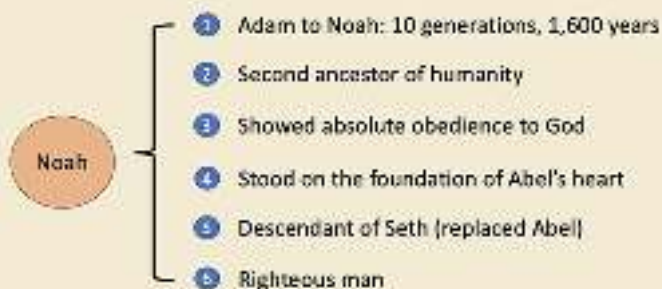 Noah
1 Adam to Noah: 10 generations, 1,600 years
2 Second ancestor of humanity
3 Showed absolute obedience to God
4 Stood on the foundation of Abel's heart
5 Descendant of Seth (replaced Abel)
6 Righteous man